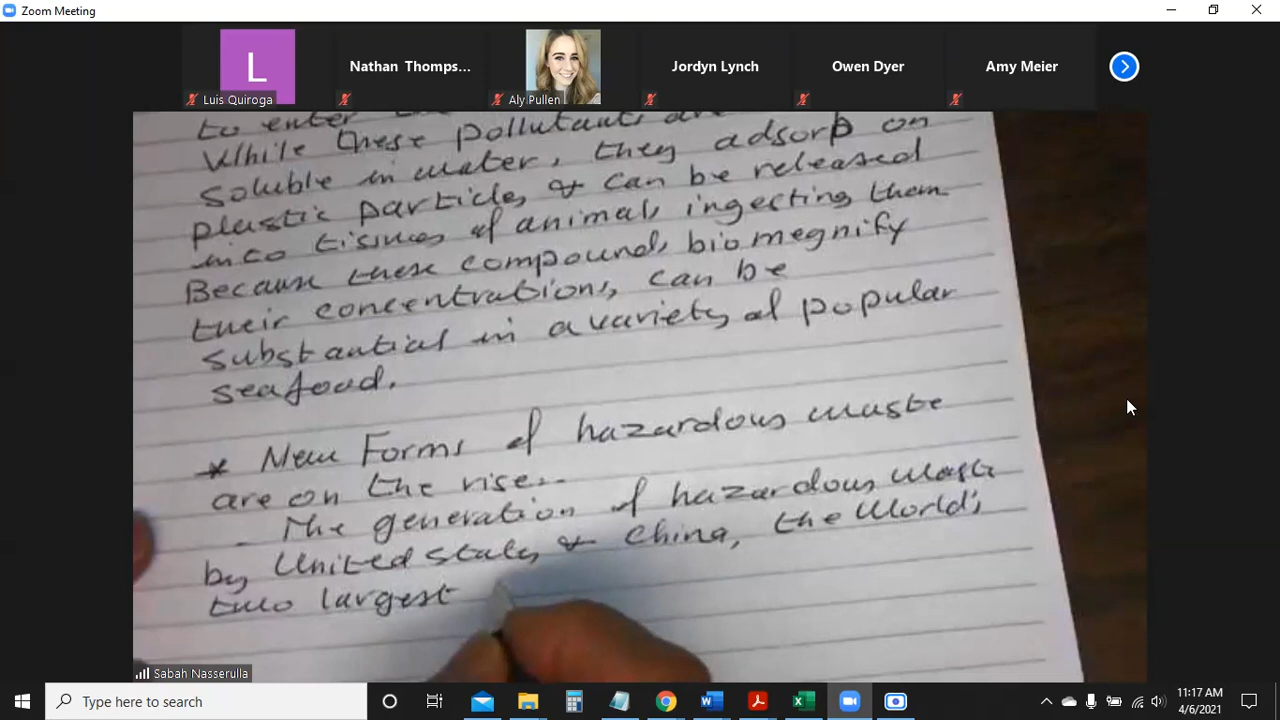 Zoom Meeting
L
Luis Quiroga
Nathan Thomps...
Aly Pullen
Jordyn Lynch
Owen Dyer
Amy Meier
to enter
While these pollutants are
soluble in water, they adsorb on
plastic particles & can be released
into tissues of animals ingesting them
Because these compounds biomegnify
their concentrations, can be
substantial in a variety of popular
seafood.
* New Forms of hazardous waste
are on the rise..
- The generation of hazardous waste
by United States & China, the World's
two largest
Sabah Nasserulla
Type here to search
11:17 AM
4/6/2021